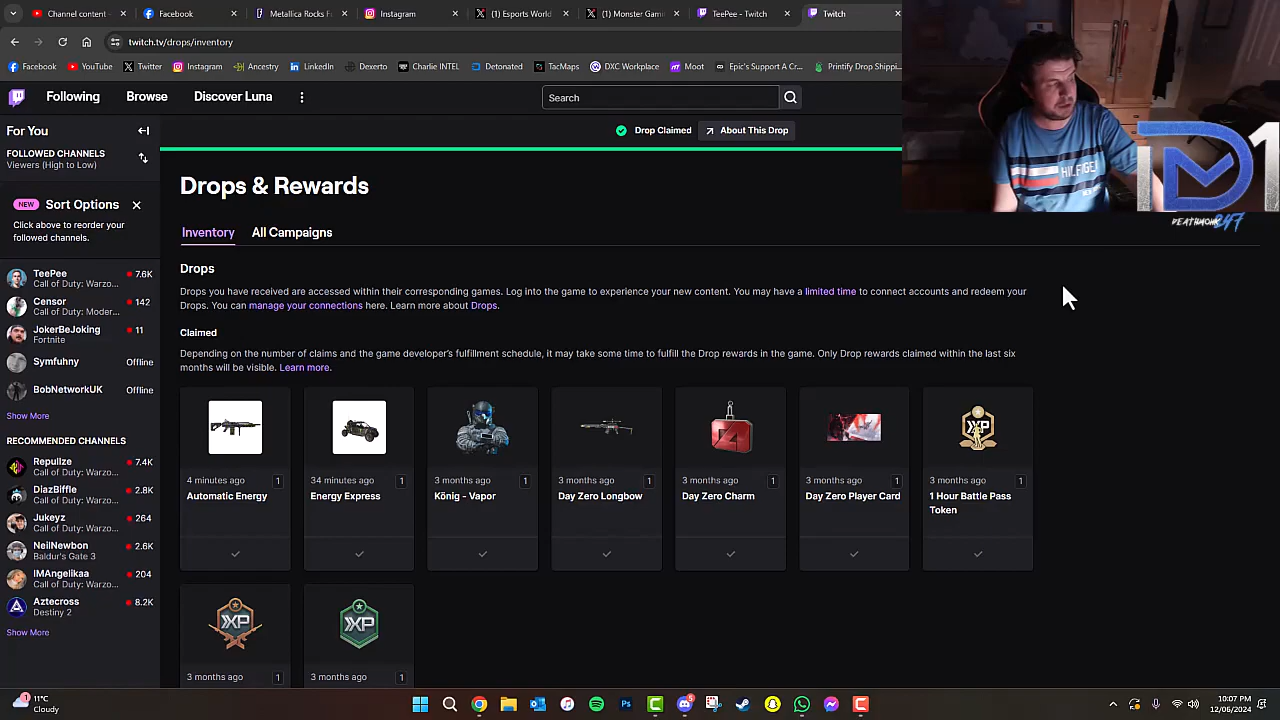 Channel content -
Facebook
Metallica Rocks F
Instagram
(1) Esports World
(1) Monster Gami
TeePee - Twitch
Twitch
twitch.tv/drops/inventory
Facebook
YouTube
Twitter
Instagram
Ancestry
LinkedIn
Dexerto
Charlie INTEL
Detonated
TacMaps
DXC Workplace
Moot
Epic's Support A Cr...
Printify Drop Shippi
Following
Browse
Discover Luna
Search
For You
Drop Claimed
About This Drop
FOLLOWED CHANNELS
Viewers (High to Low)
NEW Sort Options
Click above to reorder
your followed channels.
TeePee 7.6K
Call of Duty: Warzo...
Censor 142
Call of Duty: Moder...
JokerBeJoking 11
Fortnite
Symfuhny Offline
BobNetworkUK Offline
Show More
RECOMMENDED CHANNELS
Repullze 7.4K
Call of Duty: Warzo...
DiazBiffle 2.8K
Call of Duty: Warzo...
Jukeyz 264
Call of Duty: Warzo...
NeilNewbon 2.6K
Baldur's Gate 3
IMAngelikaa 204
Call of Duty: Warzo...
Aztecross 8.2K
Destiny 2
Show More
Drops & Rewards
Inventory All Campaigns
Drops
Drops you have received are accessed within their corresponding games. Log into the game to experience your new content. You may have a limited time to connect accounts and redeem your
Drops. You can manage your connections here. Learn more about Drops.
Claimed
Depending on the number of claims and the game developer's fulfillment schedule, it may take some time to fulfill the Drop rewards in the game. Only Drop rewards claimed within the last six
months will be visible. Learn more.
XP
4 minutes ago 1
34 minutes ago 1
3 months ago 1
3 months ago 1
3 months ago 1
3 months ago 1
3 months ago 1
Automatic Energy
Energy Express
König - Vapor
Day Zero Longbow
Day Zero Charm
Day Zero Player Card
1 Hour Battle Pass
Token
XP
XP
3 months ago 1
3 months ago 1
HILFIGER
D1
247
1
11°C
Cloudy
5
10:07 PM
12/06/2024